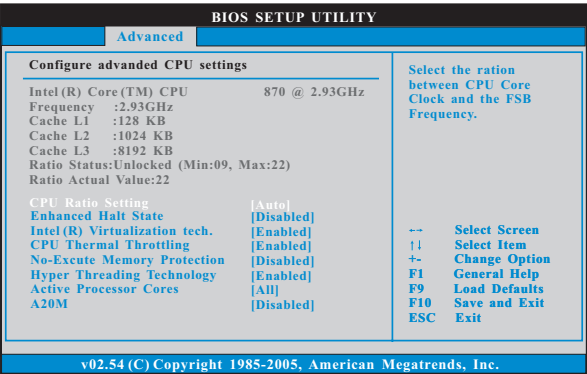 BIOS SETUP UTILITY
Advanced
Configure advanded CPU settings
Intel(R) Core(TM) CPU 870 @ 2.93GHz
Frequency :2.93GHz
Cache L1 :128 KB
Cache L2 :1024 KB
Cache L3 :8192 KB
Ratio Status:Unlocked (Min:09, Max:22)
Ratio Actual Value:22
CPU Ratio Setting [Auto]
Enhanced Halt State [Disabled]
Intel(R) Virtualization tech. [Enabled]
CPU Thermal Throttling [Enabled]
No-Excute Memory Protection [Disabled]
Hyper Threading Technology [Enabled]
Active Processor Cores [All]
A20M [Disabled]
Select the ration
between CPU Core
Clock and the FSB
Frequency.
←→ Select Screen
↑↓ Select Item
+- Change Option
F1 General Help
F9 Load Defaults
F10 Save and Exit
ESC Exit
v02.54 (C) Copyright 1985-2005, American Megatrends, Inc.